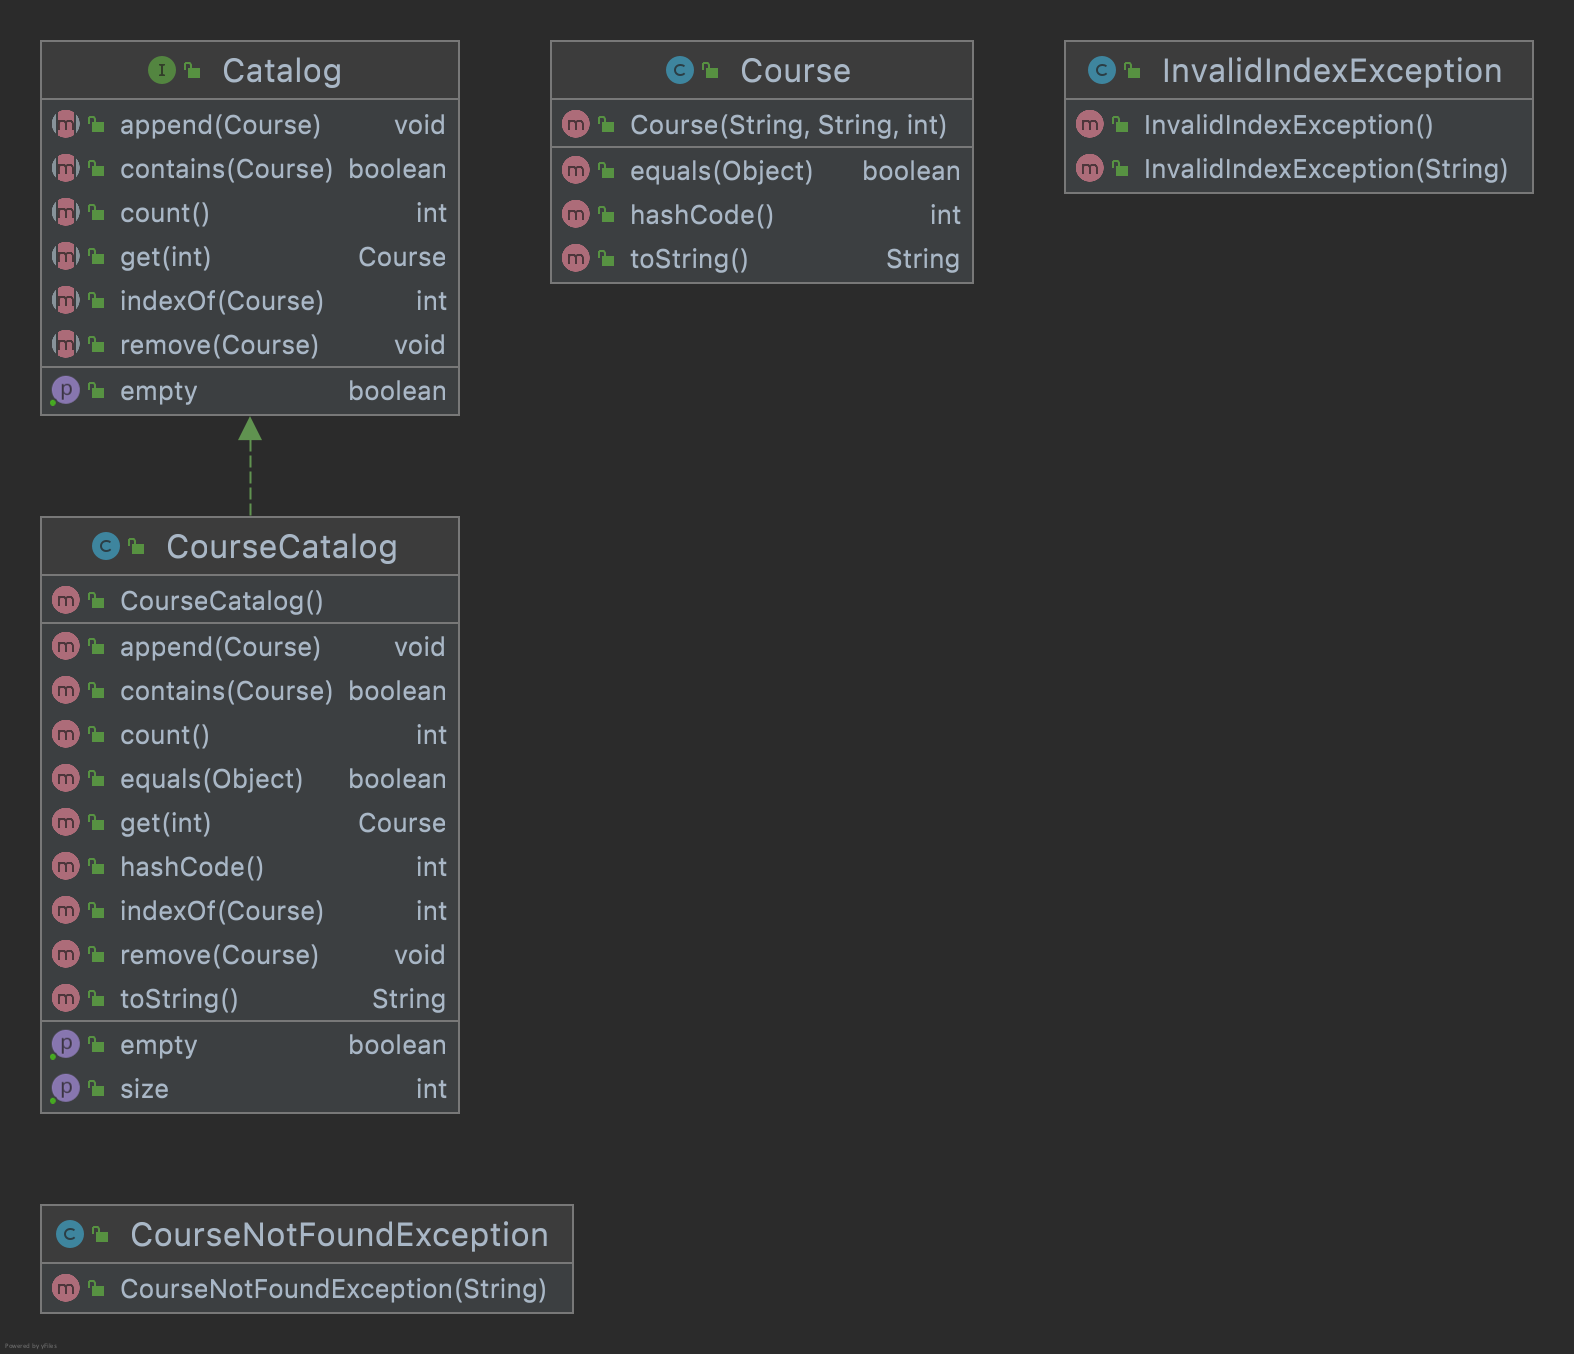 Catalog
append(Course) void
contains(Course) boolean
count() int
get(int) Course
indexOf(Course) int
remove(Course) void
empty boolean
Course
Course(String, String, int)
equals(Object) boolean
hashCode() int
toString() String
InvalidIndexException
InvalidIndexException()
InvalidIndexException(String)
CourseCatalog
CourseCatalog()
append(Course) void
contains(Course) boolean
count() int
equals(Object) boolean
get(int) Course
hashCode() int
indexOf(Course) int
remove(Course) void
toString() String
empty boolean
size int
CourseNotFoundException
CourseNotFoundException(String)
Powered by yFiles